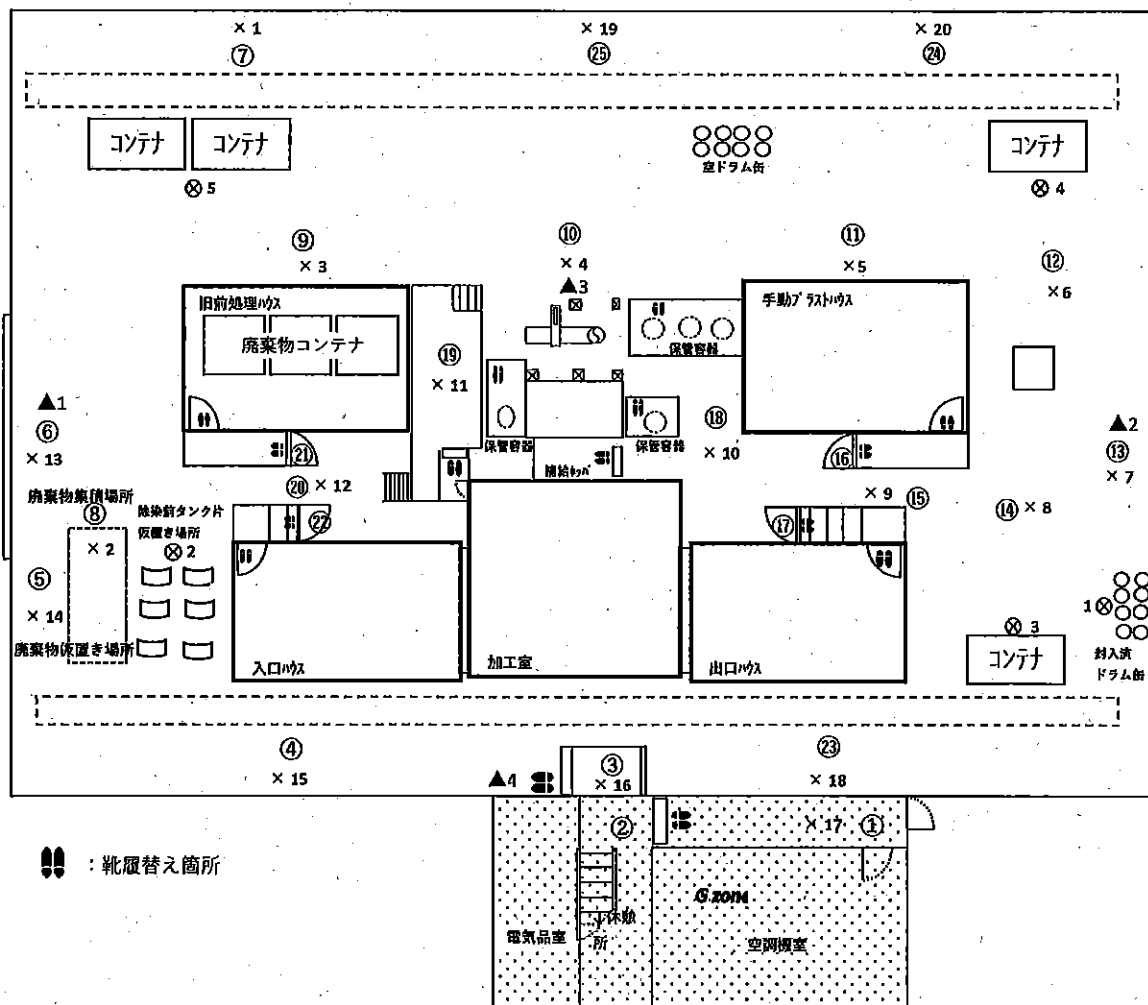 × 1
× 19
× 20
⑦
㉕
㉔
コンテナ
コンテナ
空ドラム缶
コンテナ
⊗ 5
⊗ 4
⑨
⑩
⑪
⑫
× 3
× 4
× 5
× 6
▲3
旧前処理ハウス
手動ブラストハウス
廃棄物コンテナ
保管容器
⑲
× 11
▲1
⑥
× 13
⑱
× 10
▲2
⑬
× 7
保管容器
保管容器
㉑
⑯
⑳ × 12
× 9 ⑮
⑭ × 8
廃棄物集積場所
⑧
× 2
除染前タンク片
仮置き場所
⊗ 2
㉒
⑰
⑤
× 14
廃棄物仮置き場所
1⊗
⊗ 3
コンテナ
封入済
ドラム缶
入口ハウス
加工室
出口ハウス
④
× 15
▲4
③
× 16
㉓
× 18
②
× 17 ①
:靴履替え箇所
G zone
休憩
所
電気品室
空調機室